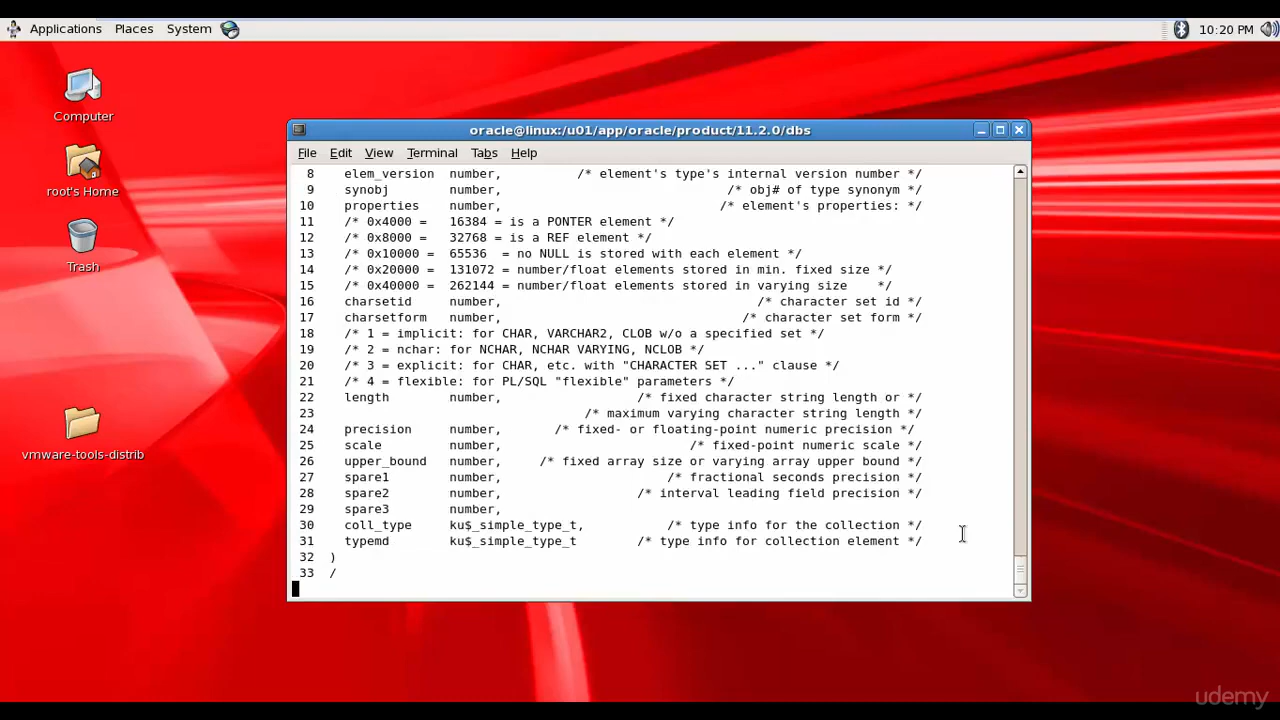 Applications Places System 10:20 PM
Computer
root's Home
Trash
vmware-tools-distrib
oracle@linux:/u01/app/oracle/product/11.2.0/dbs
File Edit View Terminal Tabs Help
8 elem_version number, /* element's type's internal version number */
9 synobj number, /* obj# of type synonym */
10 properties number, /* element's properties: */
11 /* 0x4000 = 16384 = is a PONTER element */
12 /* 0x8000 = 32768 = is a REF element */
13 /* 0x10000 = 65536 = no NULL is stored with each element */
14 /* 0x20000 = 131072 = number/float elements stored in min. fixed size */
15 /* 0x40000 = 262144 = number/float elements stored in varying size */
16 charsetid number, /* character set id */
17 charsetform number, /* character set form */
18 /* 1 = implicit: for CHAR, VARCHAR2, CLOB w/o a specified set */
19 /* 2 = nchar: for NCHAR, NCHAR VARYING, NCLOB */
20 /* 3 = explicit: for CHAR, etc. with "CHARACTER SET ..." clause */
21 /* 4 = flexible: for PL/SQL "flexible" parameters */
22 length number, /* fixed character string length or */
23 /* maximum varying character string length */
24 precision number, /* fixed- or floating-point numeric precision */
25 scale number, /* fixed-point numeric scale */
26 upper_bound number, /* fixed array size or varying array upper bound */
27 spare1 number, /* fractional seconds precision */
28 spare2 number, /* interval leading field precision */
29 spare3 number,
30 coll_type ku$_simple_type_t, /* type info for the collection */
31 typemd ku$_simple_type_t /* type info for collection element */
32 )
33 /
udemy